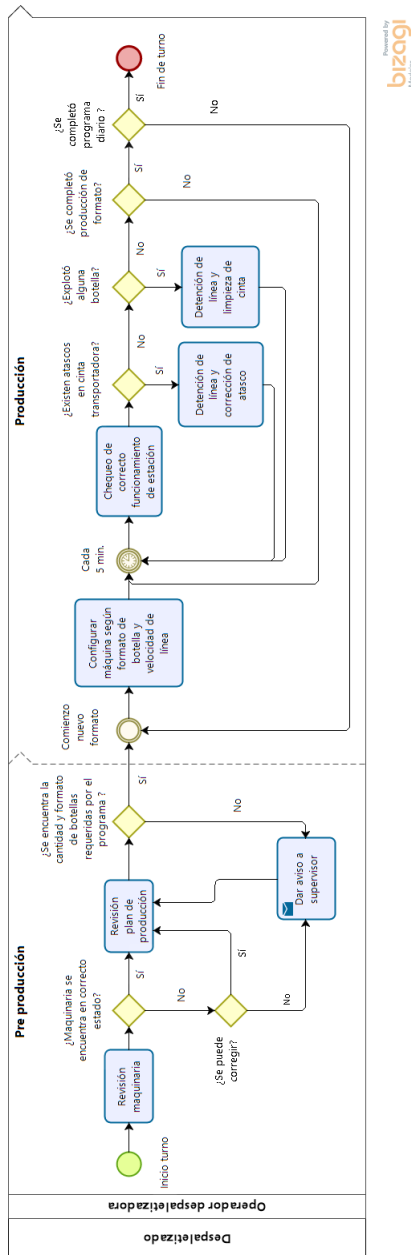 Despaletizado
Operador despaletizadora
Pre producción
Inicio turno
Revisión
maquinaria
¿Maquinaria se
encuentra en correcto
estado?
Sí
No
¿Se puede
corregir?
Sí
No
Revisión
plan de
producción
Dar aviso a
supervisor
¿Se encuentra la
cantidad y formato
de botellas
requeridas por el
programa ?
Sí
No
Producción
Comienzo
nuevo
formato
Configurar
máquina según
formato de
botella y
velocidad de
línea
Cada
5 min.
Chequeo de
correcto
funcionamiento
de estación
¿Existen atascos
en cinta
transportadora?
No
Sí
Detención de
línea y
corrección de
atasco
¿Explotó
alguna
botella?
No
Sí
Detención de
línea y
limpieza de
cinta
¿Se completó
producción de
formato?
Sí
No
¿Se
completó
programa
diario ?
Sí
No
Fin de turno
Powered by
bizagi
Modeler